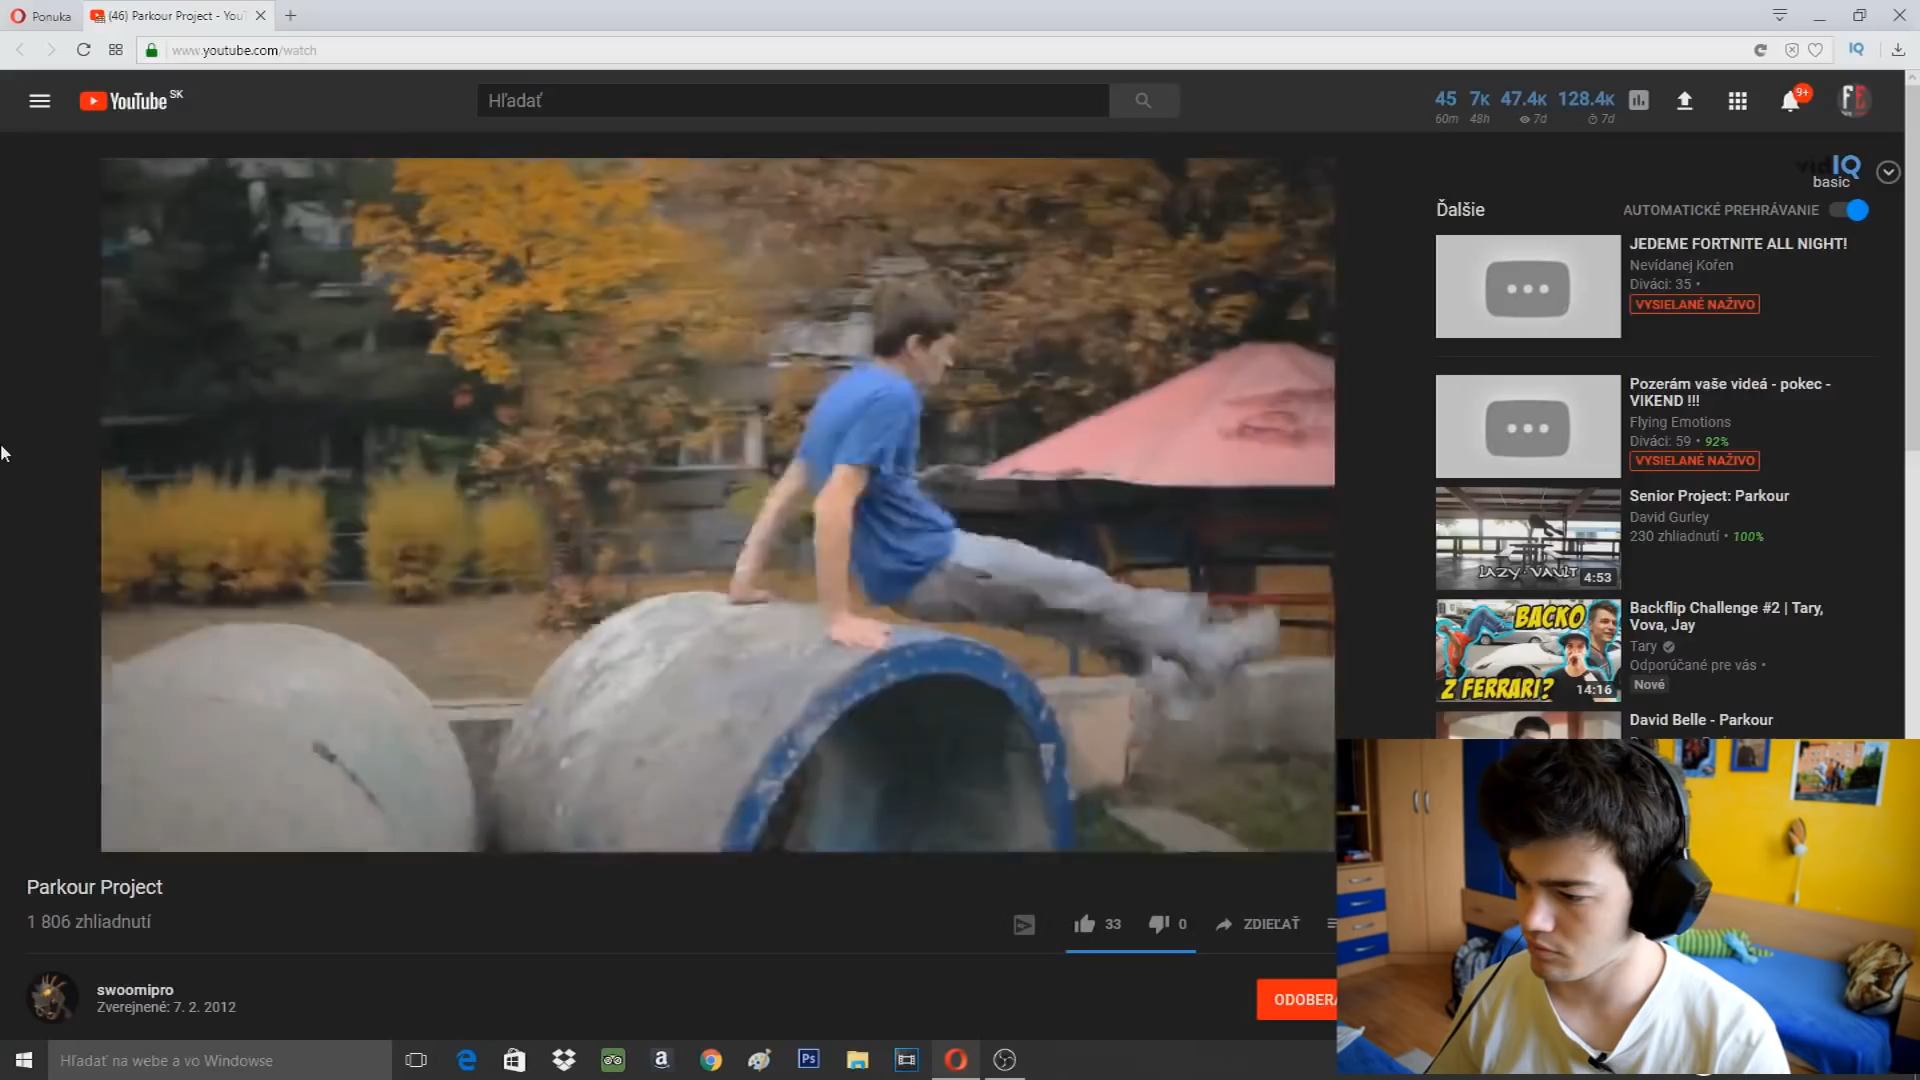 Ponuka
(46) Parkour Project - You
www.youtube.com/watch
IQ
YouTube SK
Hľadať
45 7K 47.4K 128.4K
60m 48h 7d 7d
9+
vidIQ
basic
Ďalšie
AUTOMATICKÉ PREHRÁVANIE
JEDEME FORTNITE ALL NIGHT!
Nevídanej Kořen
Diváci: 35 •
VYSIELANÉ NAŽIVO
Pozerám vaše videá - pokec -
VIKEND !!!
Flying Emotions
Diváci: 59 • 92%
VYSIELANÉ NAŽIVO
LAZY-VAULT
4:53
Senior Project: Parkour
David Gurley
230 zhliadnutí • 100%
BACKO
Z FERRARI?
14:16
Backflip Challenge #2 | Tary,
Vova, Jay
Tary
Odporúčané pre vás •
Nové
David Belle - Parkour
Parkour Project
1 806 zhliadnutí
33
0
ZDIEĽAŤ
swoomipro
Zverejnené: 7. 2. 2012
ODOBERA
Hľadať na webe a vo Windowse
a
Ps